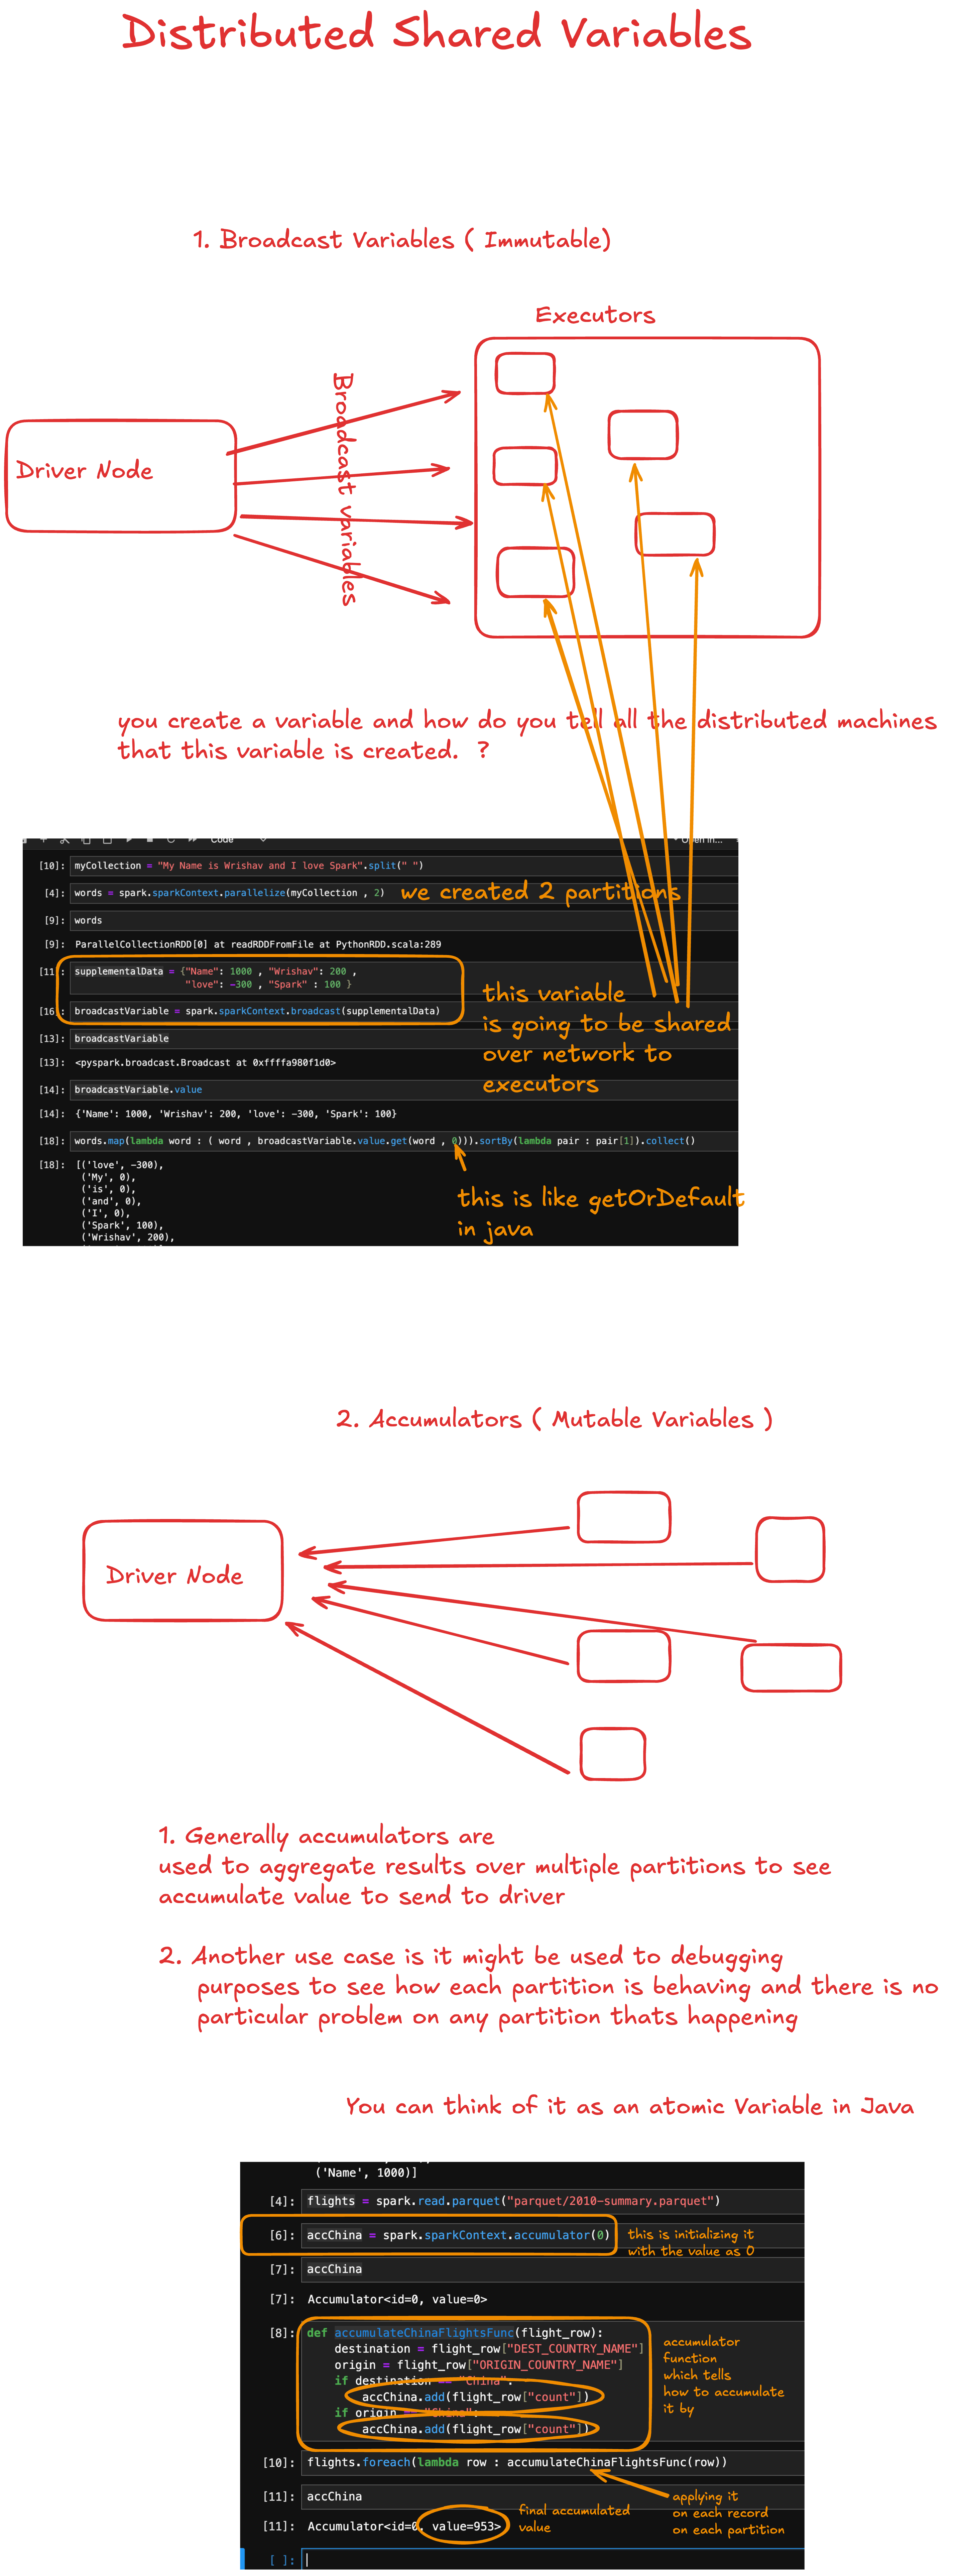 Distributed Shared Variables
1. Broadcast Variables ( Immutable)
Executors
Broadcast variables
Driver Node
you create a variable and how do you tell all the distributed machines
that this variable is created. ?
Code
Open in...
[10]: myCollection = "My Name is Wrishav and I love Spark".split(" ")
[4]: words = spark.sparkContext.parallelize(myCollection , 2)
we created 2 partitions
[9]: words
[9]: ParallelCollectionRDD[0] at readRDDFromFile at PythonRDD.scala:289
[11]: supplementalData = {"Name": 1000 , "Wrishav": 200 ,
"love": -300 , "Spark" : 100 }
[16]: broadcastVariable = spark.sparkContext.broadcast(supplementalData)
this variable
is going to be shared
over network to
executors
[13]: broadcastVariable
[13]: <pyspark.broadcast.Broadcast at 0xffffa980f1d0>
[14]: broadcastVariable.value
[14]: {'Name': 1000, 'Wrishav': 200, 'love': -300, 'Spark': 100}
[18]: words.map(lambda word : ( word , broadcastVariable.value.get(word , 0))).sortBy(lambda pair : pair[1]).collect()
[18]: [('love', -300),
('My', 0),
('is', 0),
('and', 0),
('I', 0),
('Spark', 100),
('Wrishav', 200),
this is like getOrDefault
in java
2. Accumulators ( Mutable Variables )
Driver Node
1. Generally accumulators are
used to aggregate results over multiple partitions to see
accumulate value to send to driver
2. Another use case is it might be used to debugging
purposes to see how each partition is behaving and there is no
particular problem on any partition thats happening
You can think of it as an atomic Variable in Java
('Name', 1000)]
[4]: flights = spark.read.parquet("parquet/2010-summary.parquet")
[6]: accChina = spark.sparkContext.accumulator(0)
this is initializing it
with the value as 0
[7]: accChina
[7]: Accumulator<id=0, value=0>
[8]: def accumulateChinaFlightsFunc(flight_row):
destination = flight_row["DEST_COUNTRY_NAME"]
origin = flight_row["ORIGIN_COUNTRY_NAME"]
if destination == "China":
accChina.add(flight_row["count"])
if origin == "China":
accChina.add(flight_row["count"])
accumulator
function
which tells
how to accumulate
it by
[10]: flights.foreach(lambda row : accumulateChinaFlightsFunc(row))
[11]: accChina
[11]: Accumulator<id=0, value=953>
final accumulated
value
applying it
on each record
on each partition
[ ]: